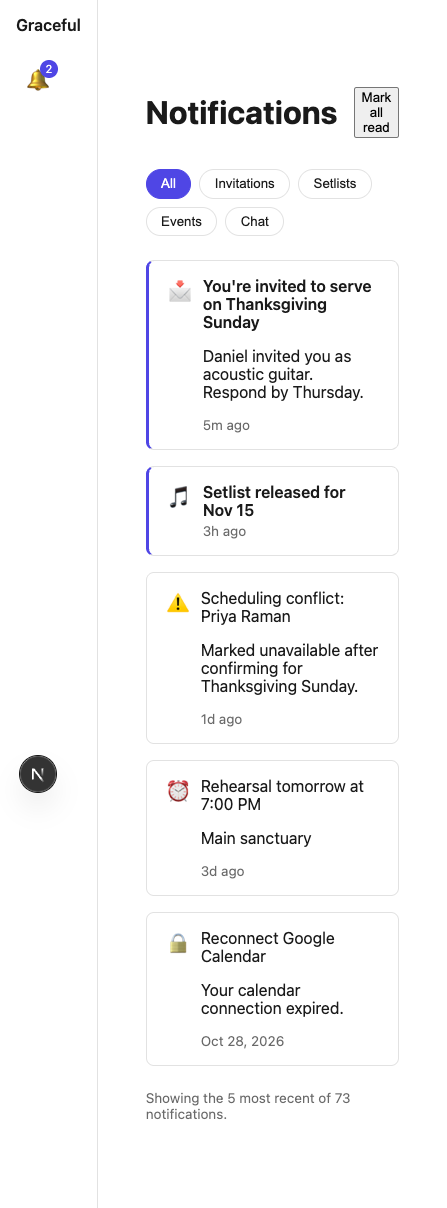 Graceful
2
Notifications
Mark
all
read
All
Invitations
Setlists
Events
Chat
You're invited to serve
on Thanksgiving
Sunday
Daniel invited you as
acoustic guitar.
Respond by Thursday.
5m ago
Setlist released for
Nov 15
3h ago
Scheduling conflict:
Priya Raman
Marked unavailable after
confirming for
Thanksgiving Sunday.
1d ago
N
Rehearsal tomorrow at
7:00 PM
Main sanctuary
3d ago
Reconnect Google
Calendar
Your calendar
connection expired.
Oct 28, 2026
Showing the 5 most recent of 73
notifications.